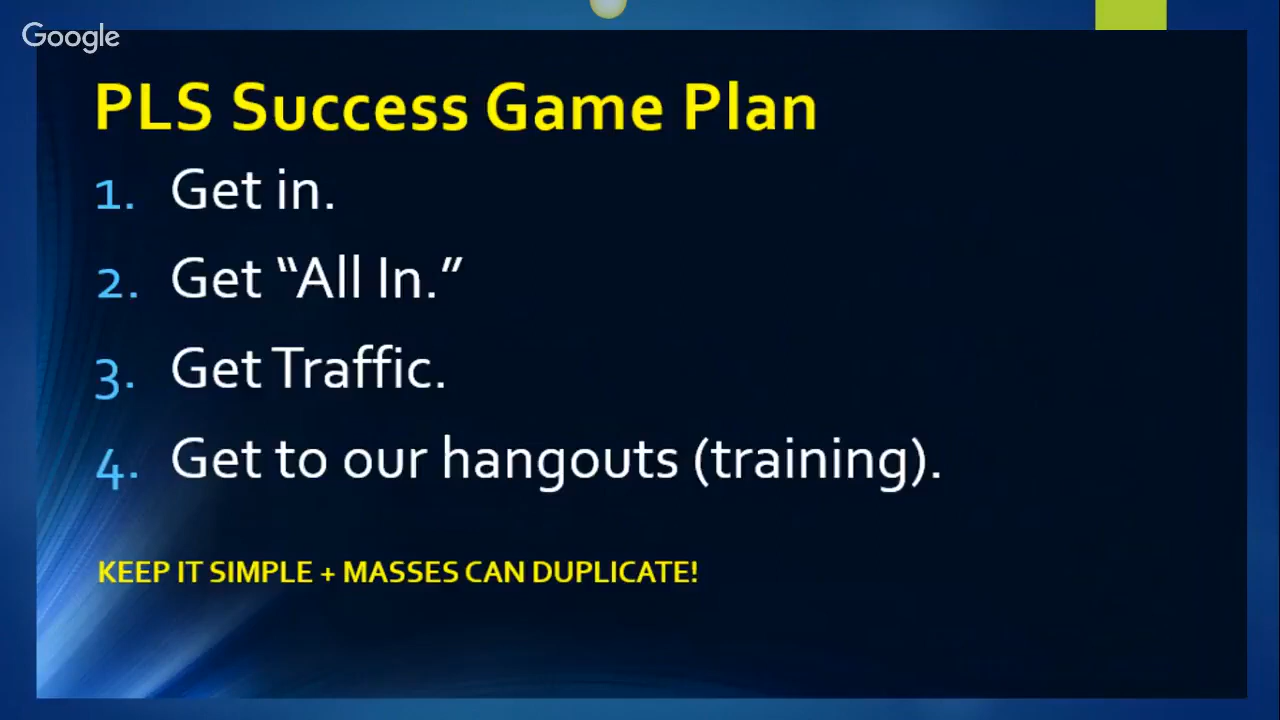 Google
PLS Success Game Plan
1. Get in.
2. Get “All In.”
3. Get Traffic.
4. Get to our hangouts (training).
KEEP IT SIMPLE + MASSES CAN DUPLICATE!